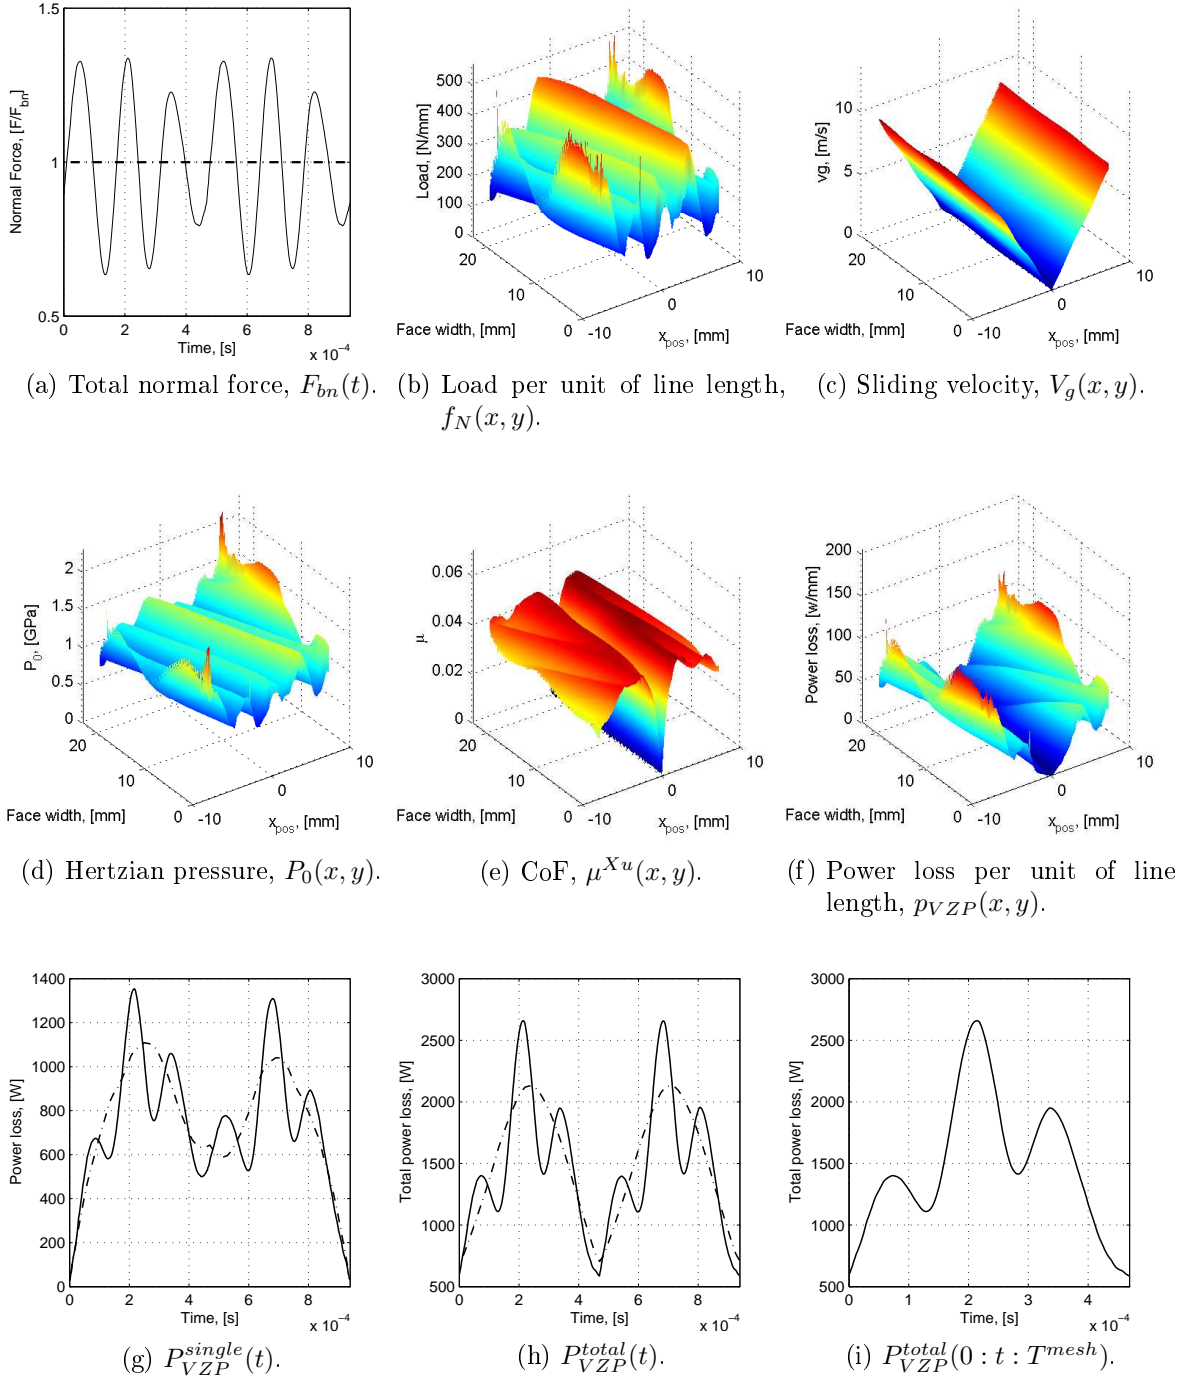 1.5
1
0.5
0 2 4 6 8
Normal Force, [F/F_bn]
Time, [s]
x 10^-4
(a) Total normal force, F_bn(t).
500
400
300
200
100
0
Load, [N/mm]
20
10
0
-10
0
10
Face width, [mm]
x_pos, [mm]
(b) Load per unit of line length,
f_N(x, y).
10
5
0
vg, [m/s]
20
10
0
-10
0
10
Face width, [mm]
x_pos, [mm]
(c) Sliding velocity, V_g(x, y).
2
1.5
1
0.5
0
P_0, [GPa]
20
10
0
-10
0
10
Face width, [mm]
x_pos, [mm]
(d) Hertzian pressure, P_0(x, y).
0.06
0.04
0.02
0
μ
20
10
0
-10
0
10
Face width, [mm]
x_pos, [mm]
(e) CoF, μ^Xu(x, y).
200
150
100
50
0
Power loss, [w/mm]
20
10
0
-10
0
10
Face width, [mm]
x_pos, [mm]
(f) Power loss per unit of line
length, p_VZP(x, y).
1400
1200
1000
800
600
400
200
0
0 2 4 6 8
Power loss, [W]
Time, [s]
x 10^-4
(g) P_VZP^single(t).
3000
2500
2000
1500
1000
500
0 2 4 6 8
Total power loss, [W]
Time, [s]
x 10^-4
(h) P_VZP^total(t).
3000
2500
2000
1500
1000
500
0 1 2 3 4
Total power loss, [W]
Time, [s]
x 10^-4
(i) P_VZP^total(0 : t : T^mesh).